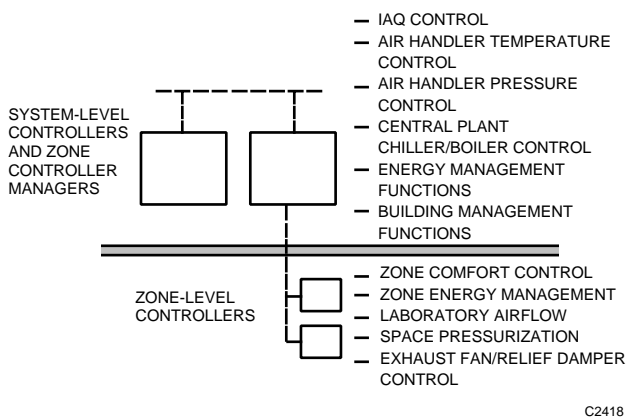 IAQ CONTROL
AIR HANDLER TEMPERATURE
CONTROL
AIR HANDLER PRESSURE
CONTROL
CENTRAL PLANT
CHILLER/BOILER CONTROL
ENERGY MANAGEMENT
FUNCTIONS
BUILDING MANAGEMENT
FUNCTIONS
SYSTEM-LEVEL
CONTROLLERS
AND ZONE
CONTROLLER
MANAGERS
ZONE COMFORT CONTROL
ZONE ENERGY MANAGEMENT
LABORATORY AIRFLOW
SPACE PRESSURIZATION
EXHAUST FAN/RELIEF DAMPER
CONTROL
ZONE-LEVEL
CONTROLLERS
C2418